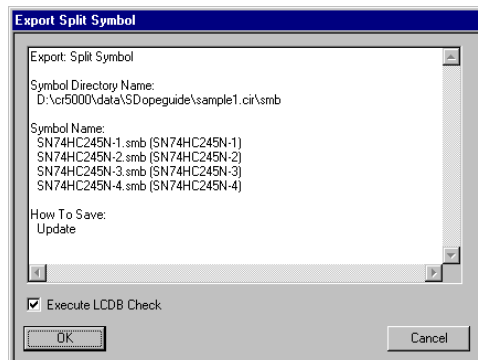 Export Split Symbol
Export: Split Symbol
Symbol Directory Name:
D:\cr5000\data\SDopeguide\sample1.cir\smb
Symbol Name:
SN74HC245N-1.smb (SN74HC245N-1)
SN74HC245N-2.smb (SN74HC245N-2)
SN74HC245N-3.smb (SN74HC245N-3)
SN74HC245N-4.smb (SN74HC245N-4)
How To Save:
Update
Execute LCDB Check
OK
Cancel